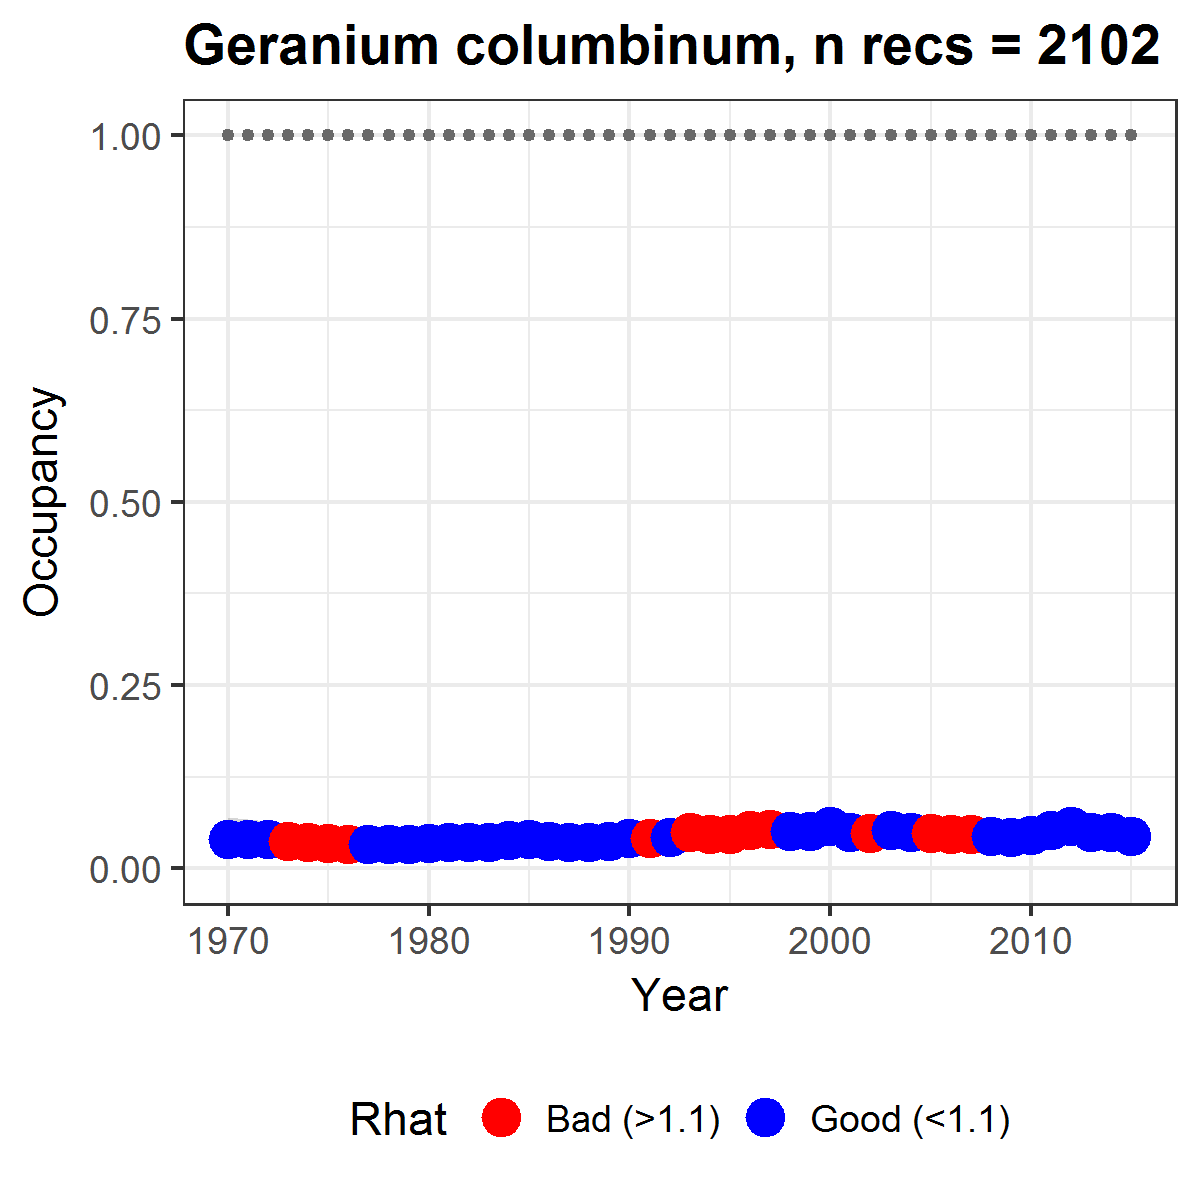 Geranium columbinum, n recs = 2102
1.00
0.75
0.50
0.25
0.00
Occupancy
1970 1980 1990 2000 2010
Year
Rhat Bad (>1.1) Good (<1.1)